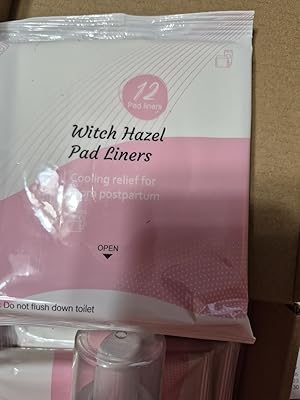 12
Pad liners
Witch Hazel
Pad Liners
Cooling relief for
postpartum
OPEN
Do not flush down toilet